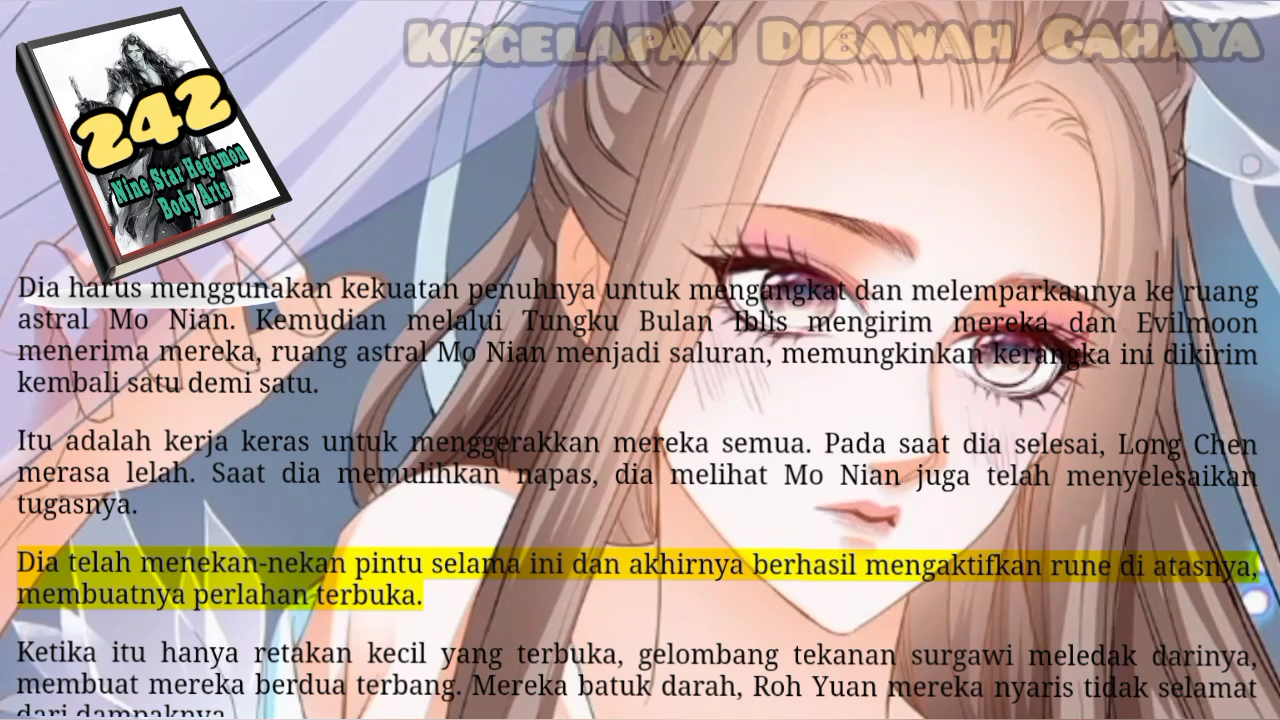 Kegelapan Dibawah Cahaya
242
Nine Star Hegemon
Body Arts
Dia harus menggunakan kekuatan penuhnya untuk mengangkat dan melemparkannya ke ruang
astral Mo Nian. Kemudian melalui Tungku Bulan Iblis mengirim mereka dan Evilmoon
menerima mereka, ruang astral Mo Nian menjadi saluran, memungkinkan kerangka ini dikirim
kembali satu demi satu.
Itu adalah kerja keras untuk menggerakkan mereka semua. Pada saat dia selesai, Long Chen
merasa lelah. Saat dia memulihkan napas, dia melihat Mo Nian juga telah menyelesaikan
tugasnya.
Dia telah menekan-nekan pintu selama ini dan akhirnya berhasil mengaktifkan rune di atasnya,
membuatnya perlahan terbuka.
Ketika itu hanya retakan kecil yang terbuka, gelombang tekanan surgawi meledak darinya,
membuat mereka berdua terbang. Mereka batuk darah, Roh Yuan mereka nyaris tidak selamat
dari dampaknya.